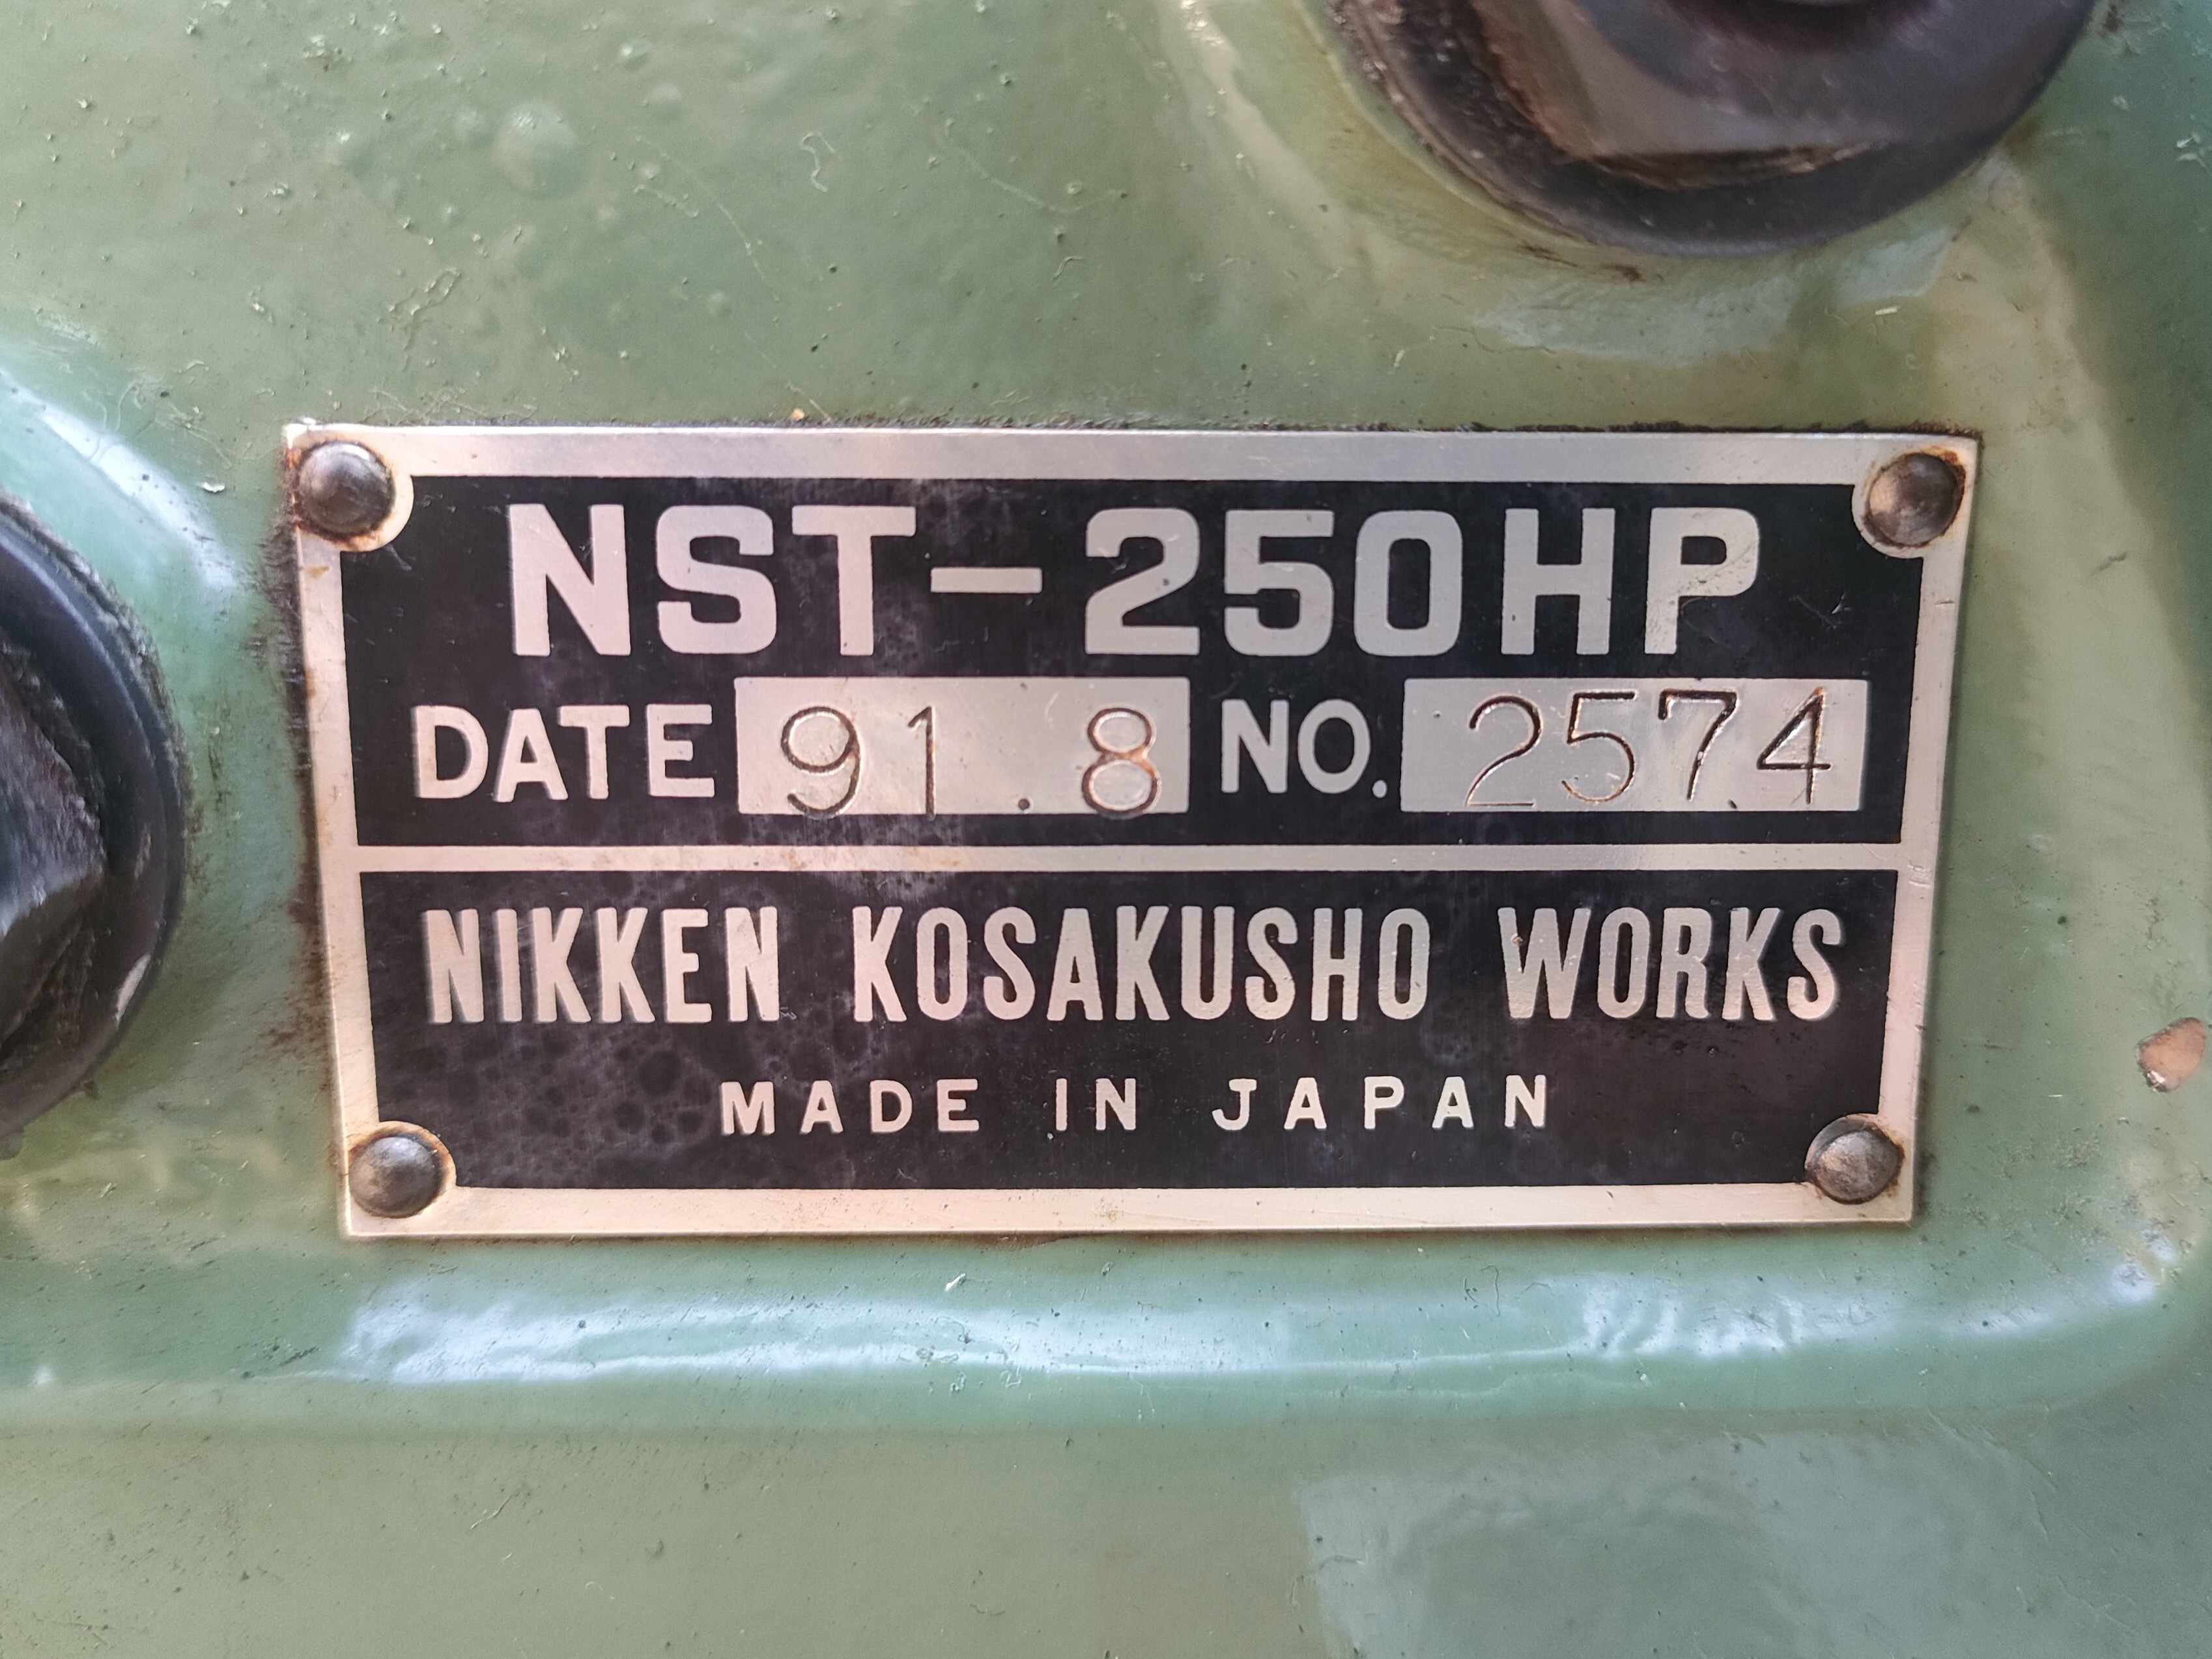 NST-250HP
DATE 91.8 NO. 2574
NIKKEN KOSAKUSHO WORKS
MADE IN JAPAN